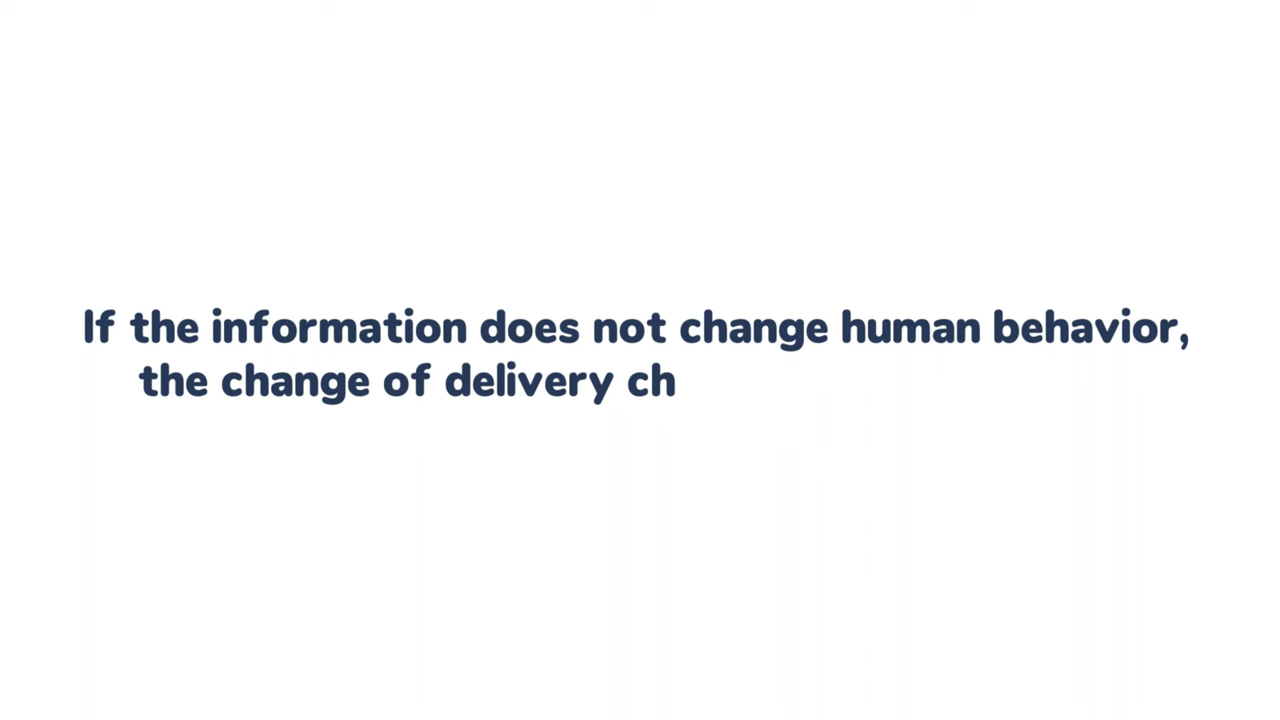 If the information does not change human behavior,
the change of delivery ch